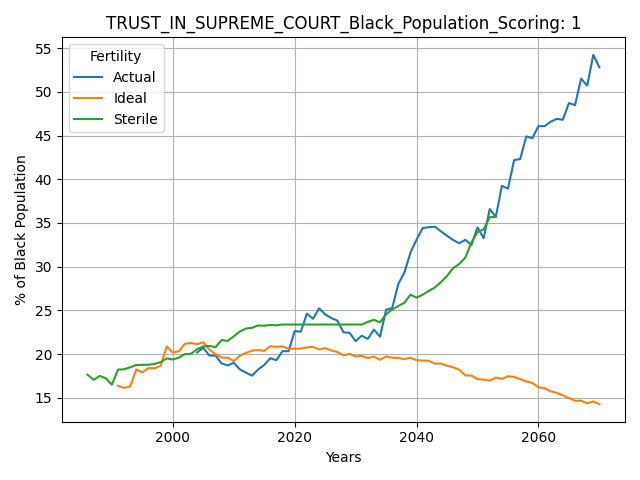 TRUST_IN_SUPREME_COURT_Black_Population_Scoring: 1
Fertility
Actual
Ideal
Sterile
% of Black Population
55
50
45
40
35
30
25
20
15
2000 2020 2040 2060
Years